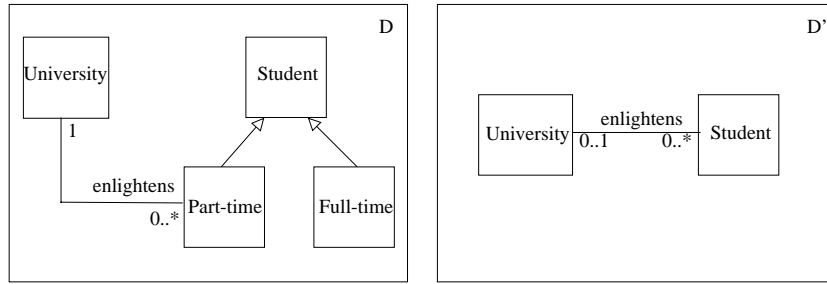 D
University
Student
1
enlightens
0..*
Part-time
Full-time
D'
University
enlightens
0..1
0..*
Student